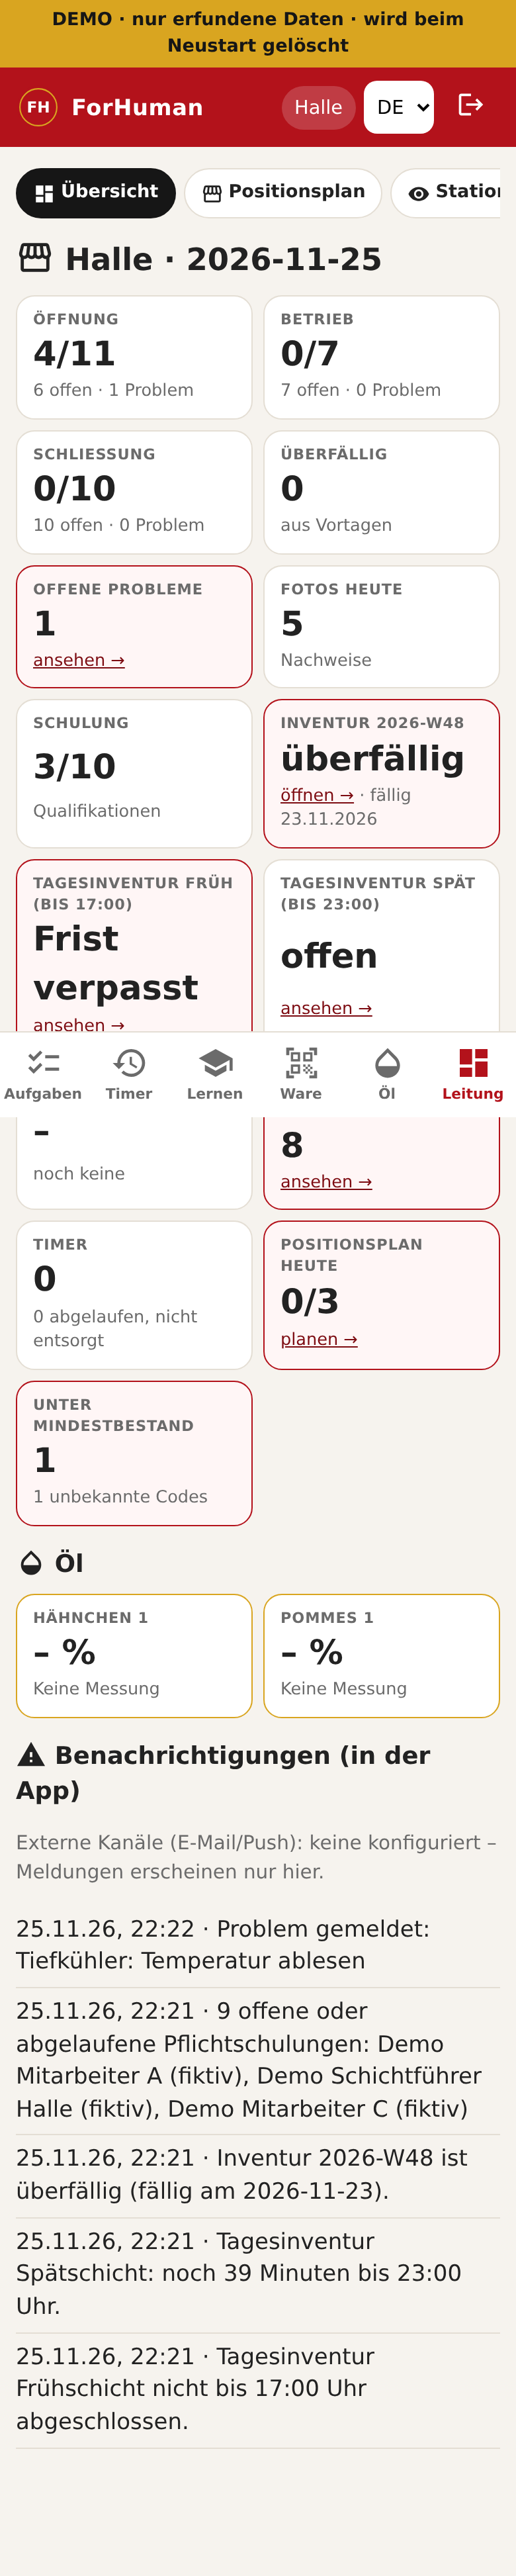 DEMO · nur erfundene Daten · wird beim
Neustart gelöscht
FH ForHuman Halle DE
Übersicht Positionsplan Station
Halle · 2026-11-25
ÖFFNUNG
4/11
6 offen · 1 Problem
BETRIEB
0/7
7 offen · 0 Problem
SCHLIESSUNG
0/10
10 offen · 0 Problem
ÜBERFÄLLIG
0
aus Vortagen
OFFENE PROBLEME
1
ansehen →
FOTOS HEUTE
5
Nachweise
SCHULUNG
3/10
Qualifikationen
INVENTUR 2026-W48
überfällig
öffnen → · fällig
23.11.2026
TAGESINVENTUR FRÜH
(BIS 17:00)
Frist
verpasst
ansehen →
TAGESINVENTUR SPÄT
(BIS 23:00)
offen
ansehen →
Aufgaben Timer Lernen Ware Öl Leitung
–
noch keine
8
ansehen →
TIMER
0
0 abgelaufen, nicht
entsorgt
POSITIONSPLAN
HEUTE
0/3
planen →
UNTER
MINDESTBESTAND
1
1 unbekannte Codes
Öl
HÄHNCHEN 1
– %
Keine Messung
POMMES 1
– %
Keine Messung
Benachrichtigungen (in der
App)
Externe Kanäle (E-Mail/Push): keine konfiguriert –
Meldungen erscheinen nur hier.
25.11.26, 22:22 · Problem gemeldet:
Tiefkühler: Temperatur ablesen
25.11.26, 22:21 · 9 offene oder
abgelaufene Pflichtschulungen: Demo
Mitarbeiter A (fiktiv), Demo Schichtführer
Halle (fiktiv), Demo Mitarbeiter C (fiktiv)
25.11.26, 22:21 · Inventur 2026-W48 ist
überfällig (fällig am 2026-11-23).
25.11.26, 22:21 · Tagesinventur
Spätschicht: noch 39 Minuten bis 23:00
Uhr.
25.11.26, 22:21 · Tagesinventur
Frühschicht nicht bis 17:00 Uhr
abgeschlossen.